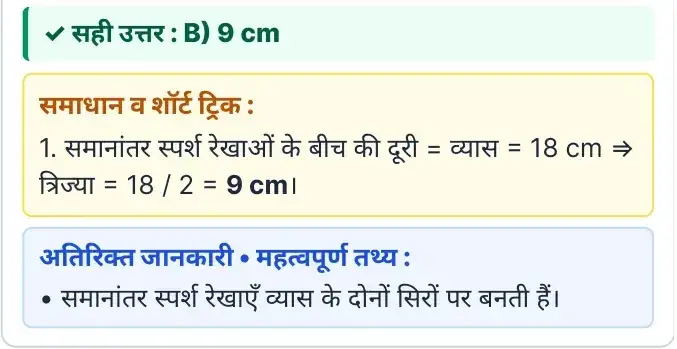 ✓ सही उत्तर : B) 9 cm
समाधान व शॉर्ट ट्रिक :
1. समानांतर स्पर्श रेखाओं के बीच की दूरी = व्यास = 18 cm ⇒
त्रिज्या = 18 / 2 = 9 cm।
अतिरिक्त जानकारी • महत्वपूर्ण तथ्य :
• समानांतर स्पर्श रेखाएँ व्यास के दोनों सिरों पर बनती हैं।